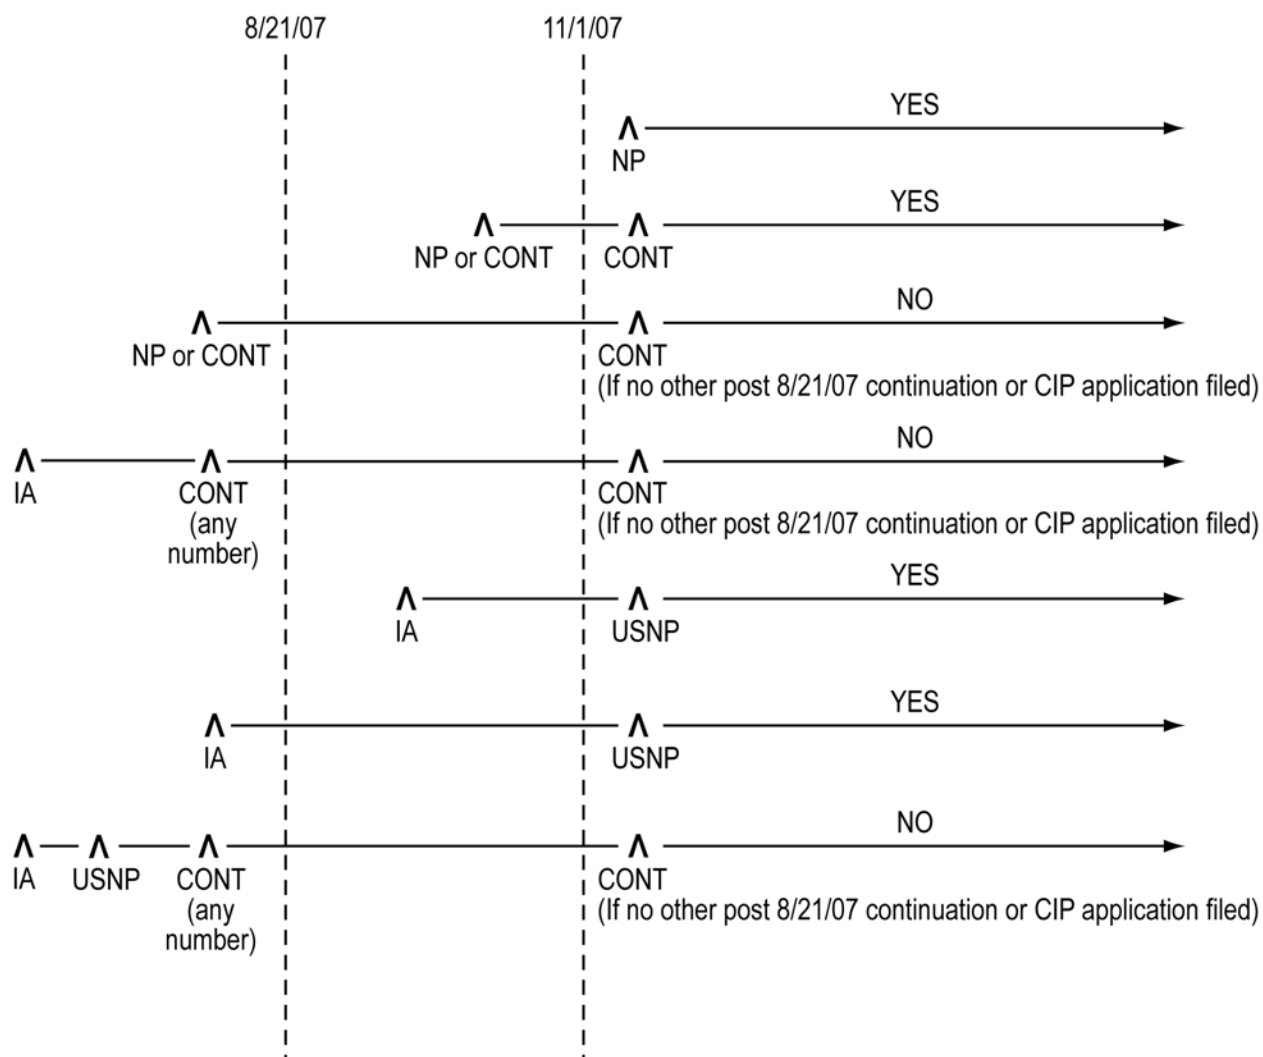 8/21/07 11/1/07
YES
NP
YES
NP or CONT CONT
NO
NP or CONT CONT
(If no other post 8/21/07 continuation or CIP application filed)
NO
IA CONT CONT
(any (If no other post 8/21/07 continuation or CIP application filed)
number)
YES
IA USNP
YES
IA USNP
NO
IA USNP CONT CONT
(any (If no other post 8/21/07 continuation or CIP application filed)
number)